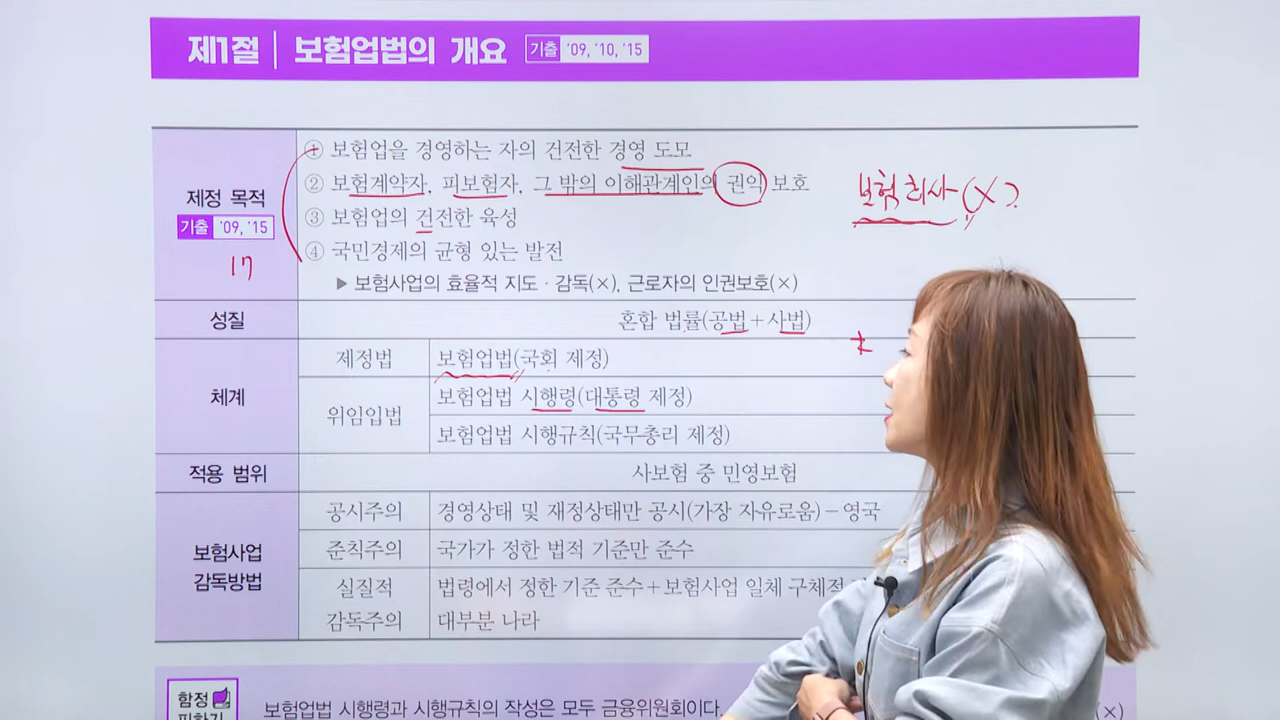 제1절 보험업법의 개요 기출 '09, '10, '15
제정 목적
기출 '09, '15
17
① 보험업을 경영하는 자의 건전한 경영 도모
② 보험계약자, 피보험자, 그 밖의 이해관계인의 권익 보호
③ 보험업의 건전한 육성
④ 국민경제의 균형 있는 발전
▶ 보험사업의 효율적 지도·감독(×), 근로자의 인권보호(×)
보험회사(X)
성질
혼합 법률(공법+사법)
체계
제정법
보험업법(국회 제정)
위임입법
보험업법 시행령(대통령 제정)
보험업법 시행규칙(국무총리 제정)
적용 범위
사보험 중 민영보험
보험사업
감독방법
공시주의
경영상태 및 재정상태만 공시(가장 자유로움)-영국
준칙주의
국가가 정한 법적 기준만 준수
실질적
감독주의
법령에서 정한 기준 준수+보험사업 일체 구체적
대부분 나라
함정
피하기
보험업법 시행령과 시행규칙의 작성은 모두 금융위원회이다.
(×)